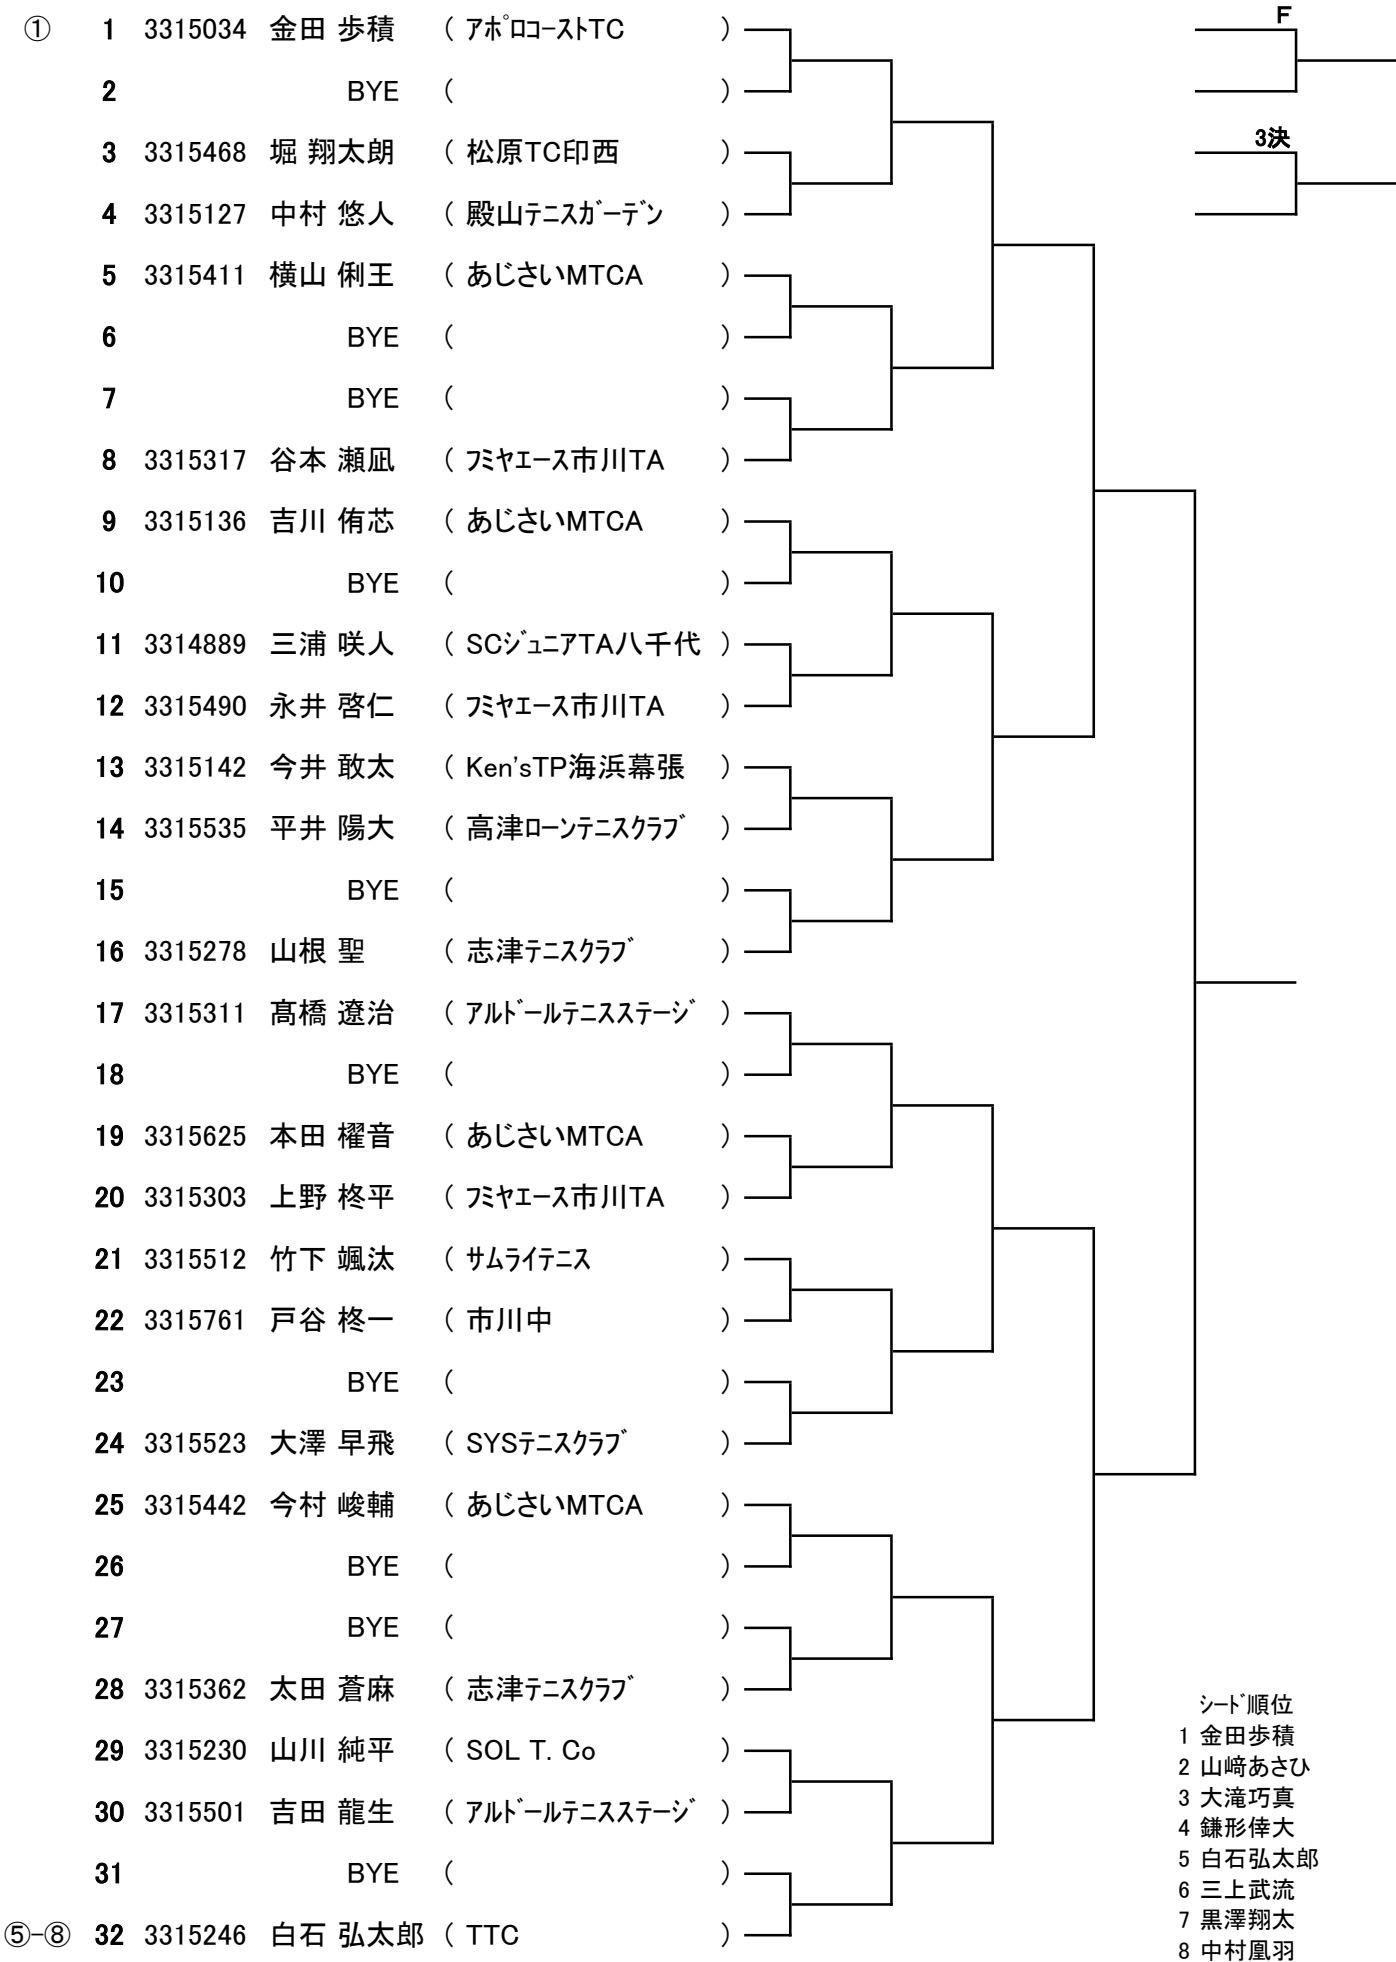 ① 1 3315034 金田 歩積 ( ｱﾎﾟﾛｺｰｽﾄTC )
2 BYE ( )
3 3315468 堀 翔太朗 ( 松原TC印西 )
4 3315127 中村 悠人 ( 殿山ﾃﾆｽｶﾞｰﾃﾞﾝ )
5 3315411 横山 俐王 ( あじさいMTCA )
6 BYE ( )
7 BYE ( )
8 3315317 谷本 瀬凪 ( ﾌﾐﾔｴｰｽ市川TA )
9 3315136 吉川 侑芯 ( あじさいMTCA )
10 BYE ( )
11 3314889 三浦 咲人 ( SCｼﾞｭﾆｱTA八千代 )
12 3315490 永井 啓仁 ( ﾌﾐﾔｴｰｽ市川TA )
13 3315142 今井 敢太 ( Ken'sTP海浜幕張 )
14 3315535 平井 陽大 ( 高津ﾛｰﾝﾃﾆｽｸﾗﾌﾞ )
15 BYE ( )
16 3315278 山根 聖 ( 志津ﾃﾆｽｸﾗﾌﾞ )
17 3315311 髙橋 遼治 ( ｱﾙﾄﾞｰﾙﾃﾆｽｽﾃｰｼﾞ )
18 BYE ( )
19 3315625 本田 櫂音 ( あじさいMTCA )
20 3315303 上野 柊平 ( ﾌﾐﾔｴｰｽ市川TA )
21 3315512 竹下 颯汰 ( ｻﾑﾗｲﾃﾆｽ )
22 3315761 戸谷 柊一 ( 市川中 )
23 BYE ( )
24 3315523 大澤 早飛 ( SYSﾃﾆｽｸﾗﾌﾞ )
25 3315442 今村 峻輔 ( あじさいMTCA )
26 BYE ( )
27 BYE ( )
28 3315362 太田 蒼麻 ( 志津ﾃﾆｽｸﾗﾌﾞ )
29 3315230 山川 純平 ( SOL T. Co )
30 3315501 吉田 龍生 ( ｱﾙﾄﾞｰﾙﾃﾆｽｽﾃｰｼﾞ )
31 BYE ( )
⑤-⑧ 32 3315246 白石 弘太郎 ( TTC )
F
3決
ｼｰﾄﾞ順位
1 金田歩積
2 山﨑あさひ
3 大滝巧真
4 鎌形倖大
5 白石弘太郎
6 三上武流
7 黒澤翔太
8 中村凰羽